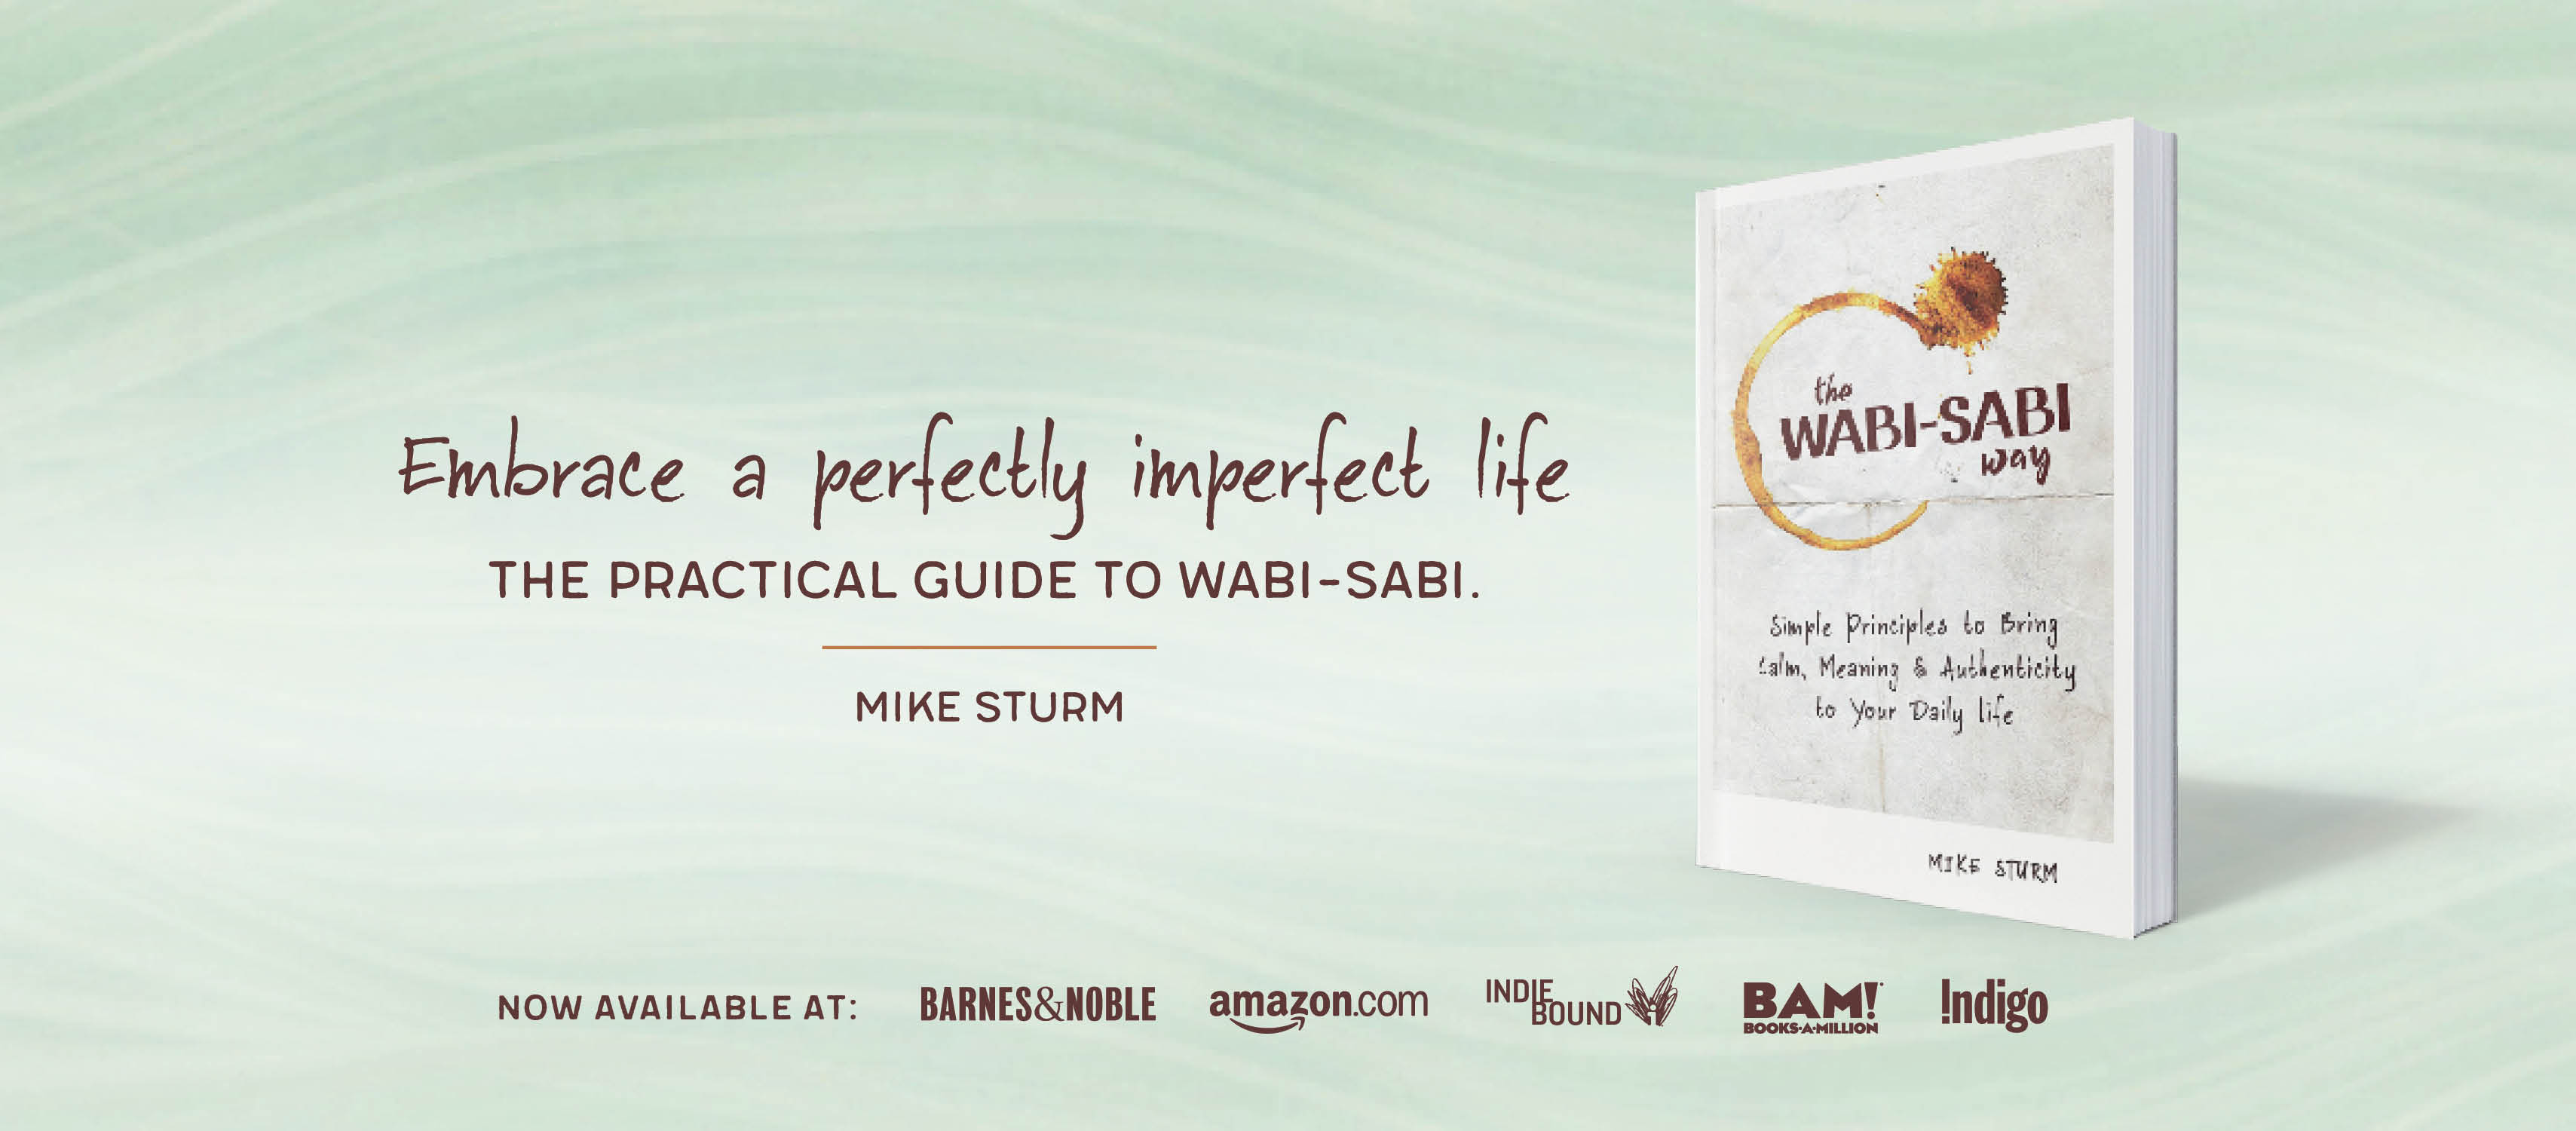 Embrace a perfectly imperfect life
THE PRACTICAL GUIDE TO WABI-SABI.
MIKE STURM
the
WABI-SABI
way
Simple Principles to Bring
Calm, Meaning & Authenticity
to Your Daily life
MIKE STURM
NOW AVAILABLE AT: BARNES&NOBLE amazon.com INDIE BOUND BAM! BOOKS·A·MILLION !ndigo